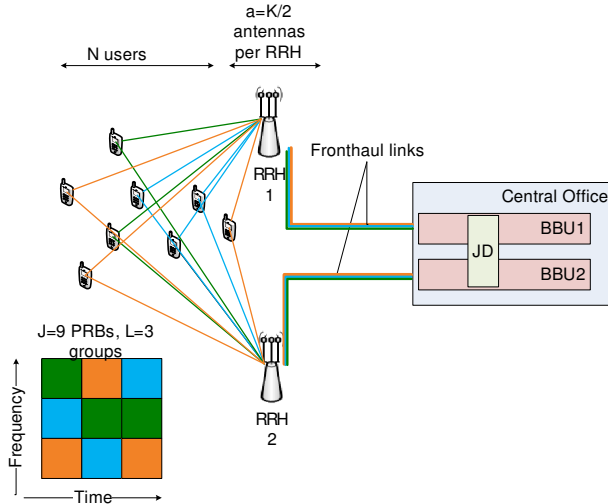 a=K/2
antennas
per RRH
N users
RRH
1
Fronthaul links
Central Office
BBU1
JD
BBU2
J=9 PRBs, L=3
groups
Frequency
Time
RRH
2